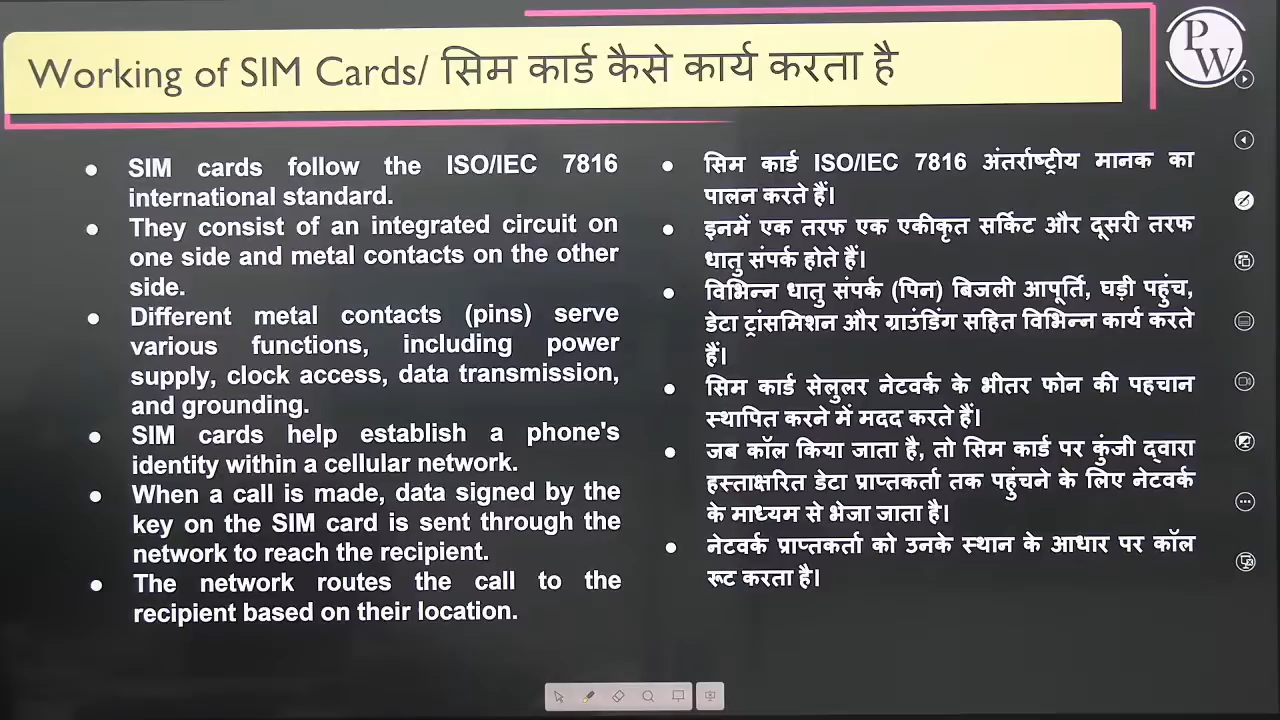 Working of SIM Cards/ सिम कार्ड कैसे कार्य करता है
PW
• SIM cards follow the ISO/IEC 7816
international standard.
• They consist of an integrated circuit on
one side and metal contacts on the other
side.
• Different metal contacts (pins) serve
various functions, including power
supply, clock access, data transmission,
and grounding.
• SIM cards help establish a phone's
identity within a cellular network.
• When a call is made, data signed by the
key on the SIM card is sent through the
network to reach the recipient.
• The network routes the call to the
recipient based on their location.
• सिम कार्ड ISO/IEC 7816 अंतर्राष्ट्रीय मानक का
पालन करते हैं।
• इनमें एक तरफ एक एकीकृत सर्किट और दूसरी तरफ
धातु संपर्क होते हैं।
• विभिन्न धातु संपर्क (पिन) बिजली आपूर्ति, घड़ी पहुंच,
डेटा ट्रांसमिशन और ग्राउंडिंग सहित विभिन्न कार्य करते
हैं।
• सिम कार्ड सेलुलर नेटवर्क के भीतर फोन की पहचान
स्थापित करने में मदद करते हैं।
• जब कॉल किया जाता है, तो सिम कार्ड पर कुंजी द्वारा
हस्ताक्षरित डेटा प्राप्तकर्ता तक पहुंचने के लिए नेटवर्क
के माध्यम से भेजा जाता है।
• नेटवर्क प्राप्तकर्ता को उनके स्थान के आधार पर कॉल
रूट करता है।